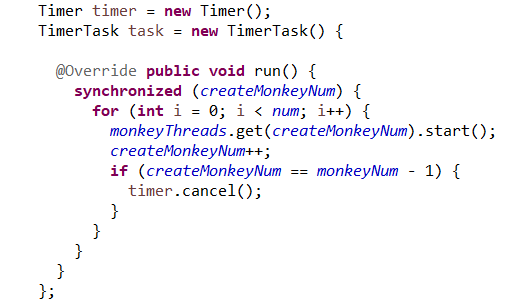 Timer timer = new Timer();
TimerTask task = new TimerTask() {
@Override public void run() {
synchronized (createMonkeyNum) {
for (int i = 0; i < num; i++) {
monkeyThreads.get(createMonkeyNum).start();
createMonkeyNum++;
if (createMonkeyNum == monkeyNum - 1) {
timer.cancel();
}
}
}
}
};